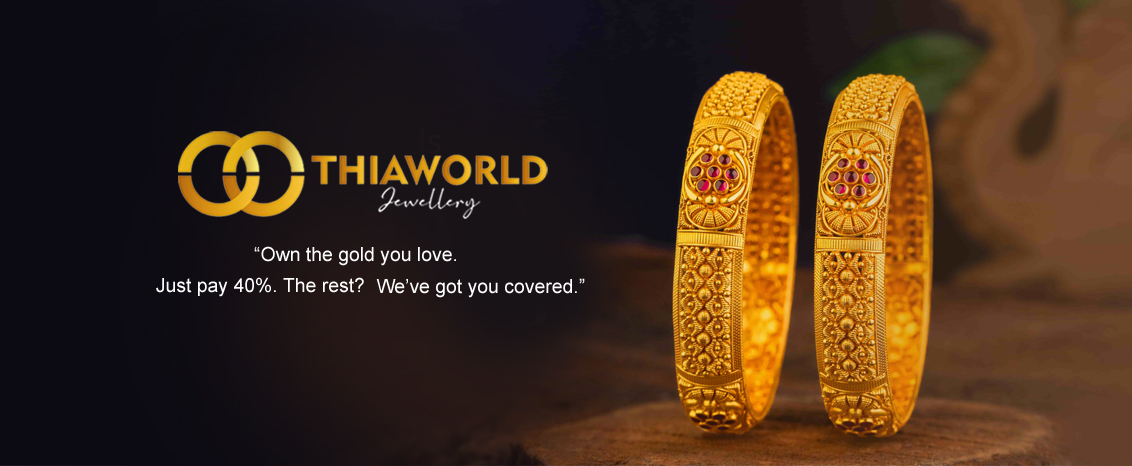 THIAWORLD
Jewellery
“Own the gold you love.
Just pay 40%. The rest? We’ve got you covered.”